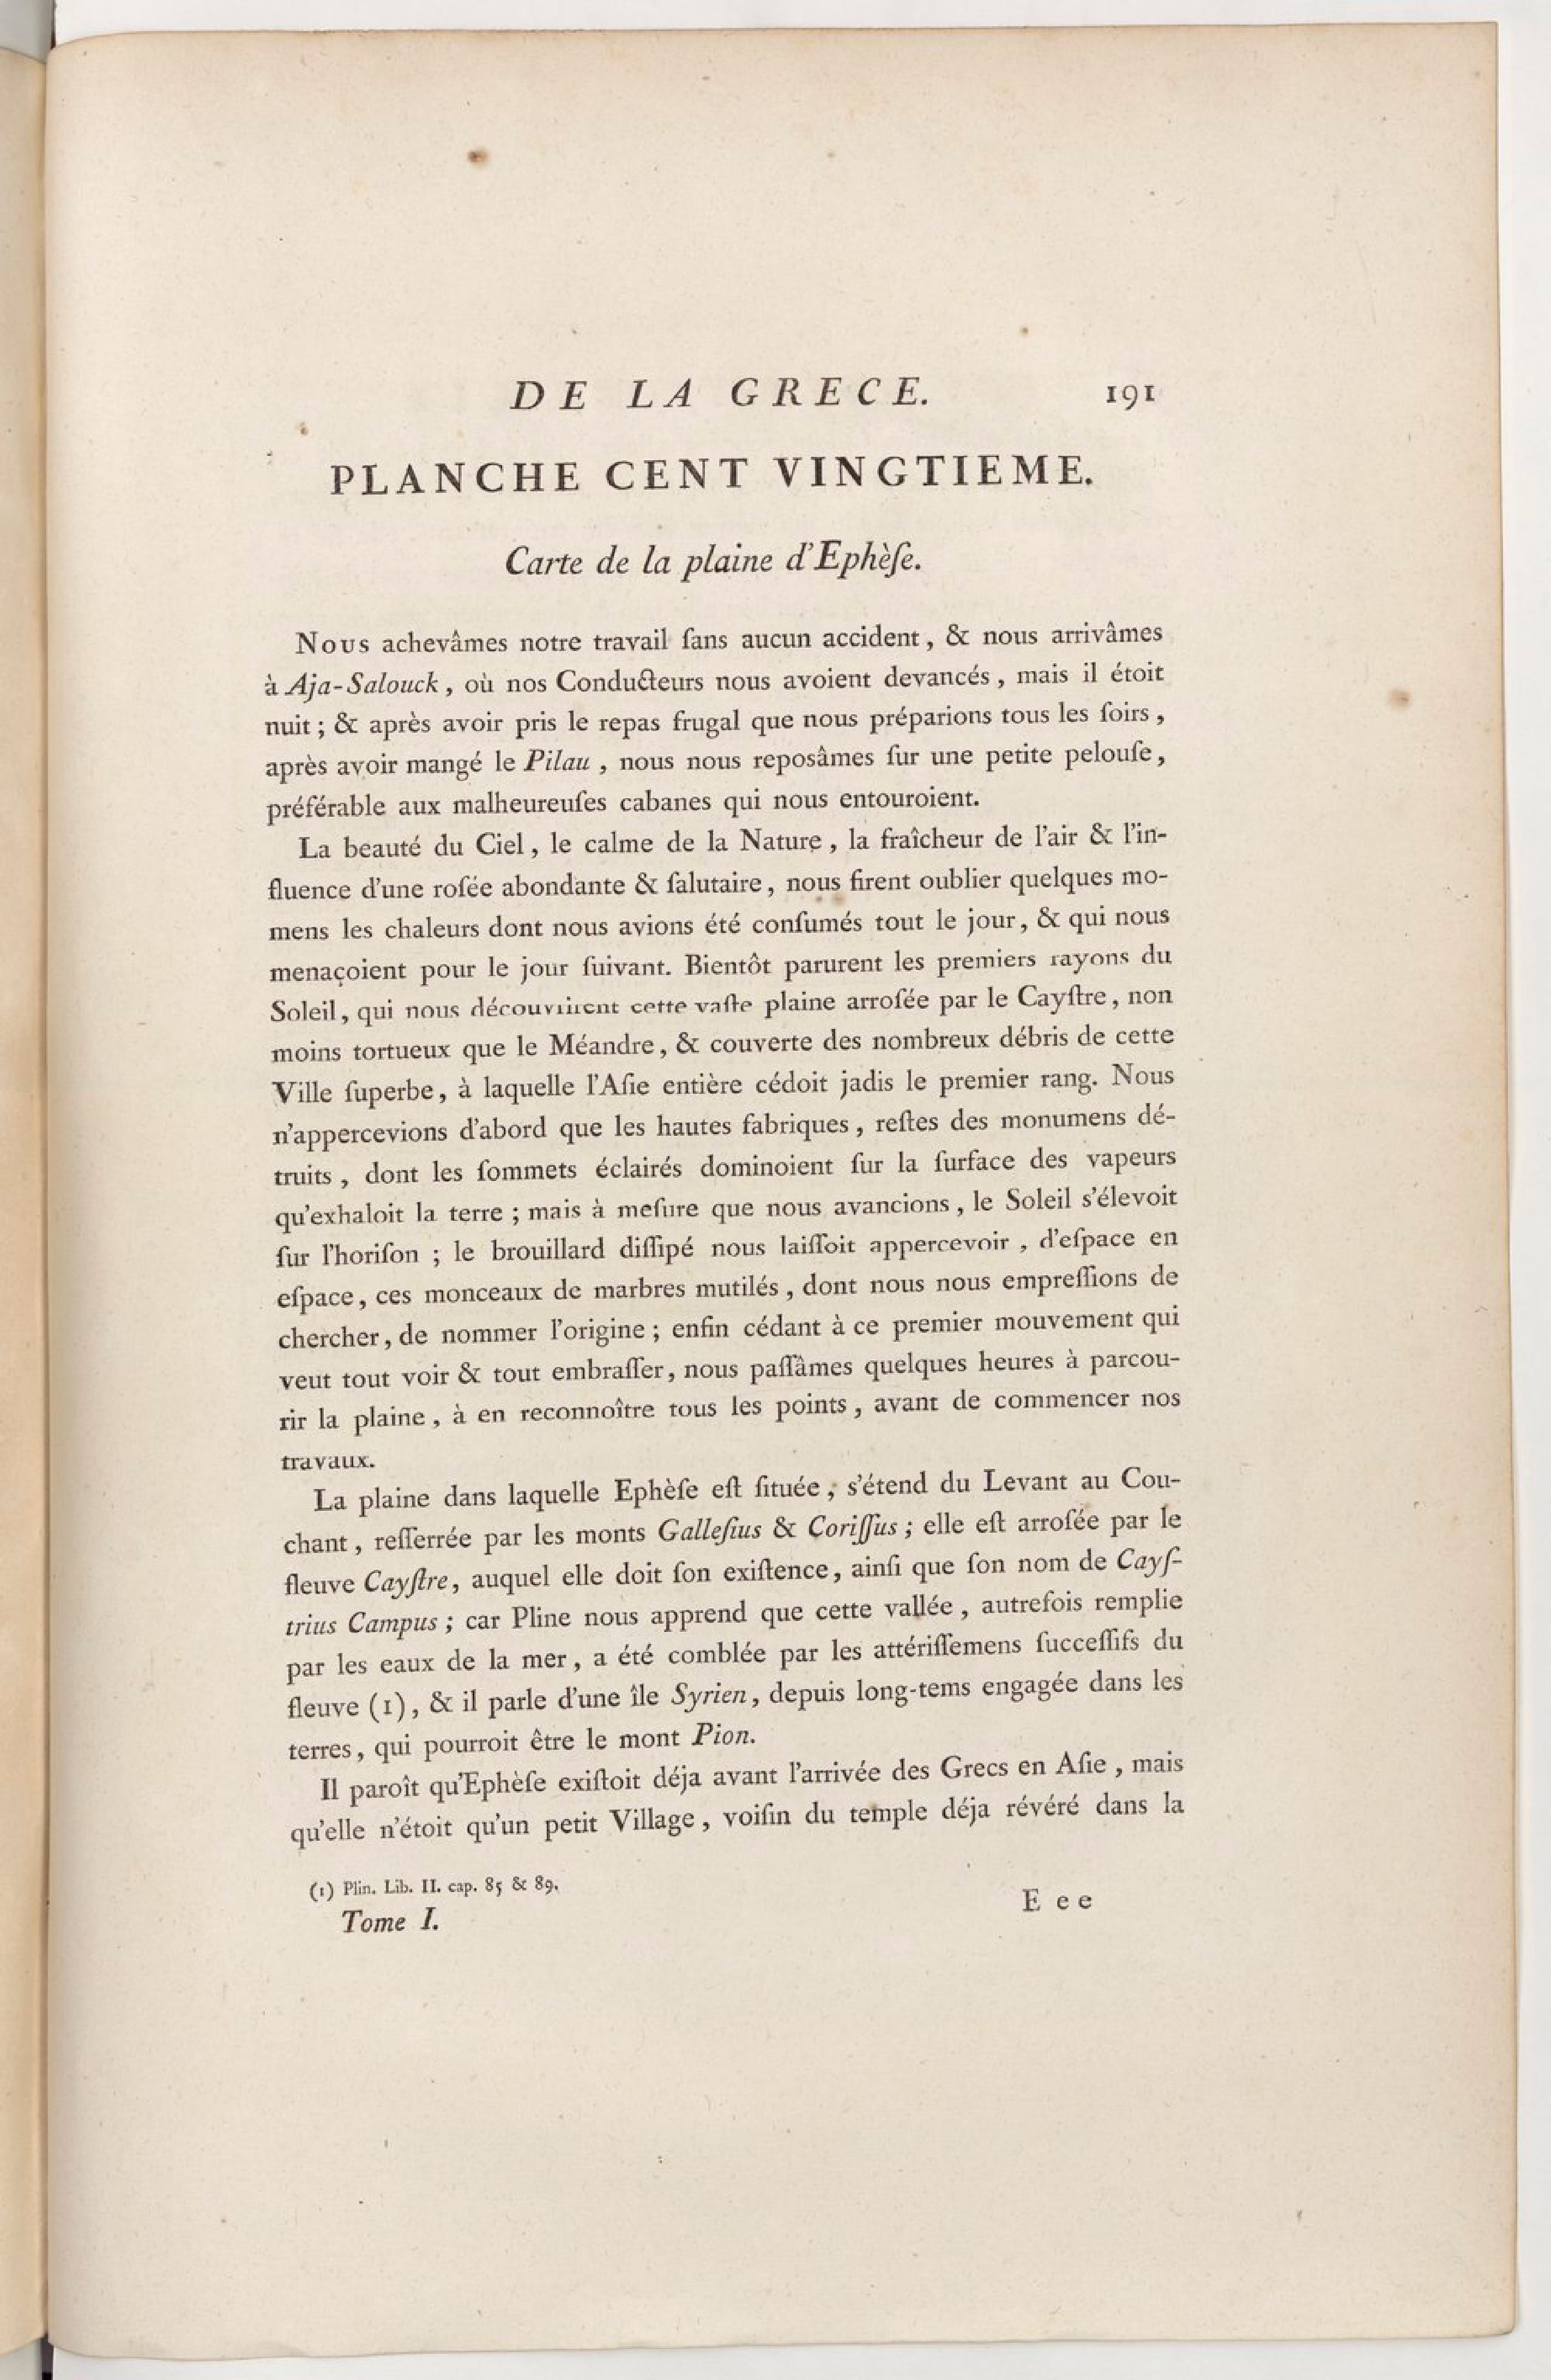 DE LA GRECE. 191
PLANCHE CENT VINGTIEME.
Carte de la plaine d'Ephèſe.
Nous achevâmes notre travail ſans aucun accident, & nous arrivâmes
à Aja-Salouck, où nos Conducteurs nous avoient devancés, mais il étoit
nuit; & après avoir pris le repas frugal que nous préparions tous les ſoirs,
après avoir mangé le Pilau, nous nous reposâmes ſur une petite pelouſe,
préférable aux malheureuſes cabanes qui nous entouroient.
La beauté du Ciel, le calme de la Nature, la fraîcheur de l'air & l'in-
fluence d'une roſée abondante & ſalutaire, nous firent oublier quelques mo-
mens les chaleurs dont nous avions été conſumés tout le jour, & qui nous
menaçoient pour le jour ſuivant. Bientôt parurent les premiers rayons du
Soleil, qui nous découvrirent cette vaſte plaine arroſée par le Cayſtre, non
moins tortueux que le Méandre, & couverte des nombreux débris de cette
Ville ſuperbe, à laquelle l'Aſie entière cédoit jadis le premier rang. Nous
n'appercevions d'abord que les hautes fabriques, reſtes des monumens dé-
truits, dont les ſommets éclairés dominoient ſur la ſurface des vapeurs
qu'exhaloit la terre; mais à meſure que nous avancions, le Soleil s'élevoit
ſur l'horiſon; le brouillard diſſipé nous laiſſoit appercevoir, d'eſpace en
eſpace, ces monceaux de marbres mutilés, dont nous nous empreſſions de
chercher, de nommer l'origine; enfin cédant à ce premier mouvement qui
veut tout voir & tout embraſſer, nous paſſâmes quelques heures à parcou-
rir la plaine, à en reconnoître tous les points, avant de commencer nos
travaux.
La plaine dans laquelle Ephèſe eſt ſituée, s'étend du Levant au Cou-
chant, reſſerrée par les monts Galleſius & Coriſſus; elle eſt arroſée par le
fleuve Cayſtre, auquel elle doit ſon exiſtence, ainſi que ſon nom de Cayſ-
trius Campus; car Pline nous apprend que cette vallée, autrefois remplie
par les eaux de la mer, a été comblée par les attériſſemens ſucceſſifs du
fleuve (1), & il parle d'une île Syrien, depuis long-tems engagée dans les
terres, qui pourroit être le mont Pion.
Il paroît qu'Ephèſe exiſtoit déja avant l'arrivée des Grecs en Aſie, mais
qu'elle n'étoit qu'un petit Village, voiſin du temple déja révéré dans la
(1) Plin. Lib. II. cap. 85 & 89.
Tome I. E e e